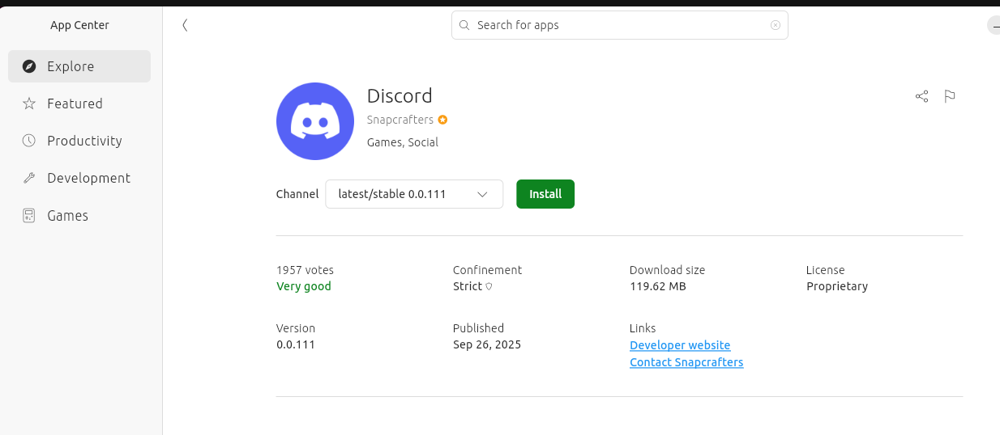 App Center
Search for apps
Explore
Featured
Productivity
Development
Games
Discord
Snapcrafters
Games, Social
Channel
latest/stable 0.0.111
Install
1957 votes
Very good
Confinement
Strict
Download size
119.62 MB
License
Proprietary
Version
0.0.111
Published
Sep 26, 2025
Links
Developer website
Contact Snapcrafters